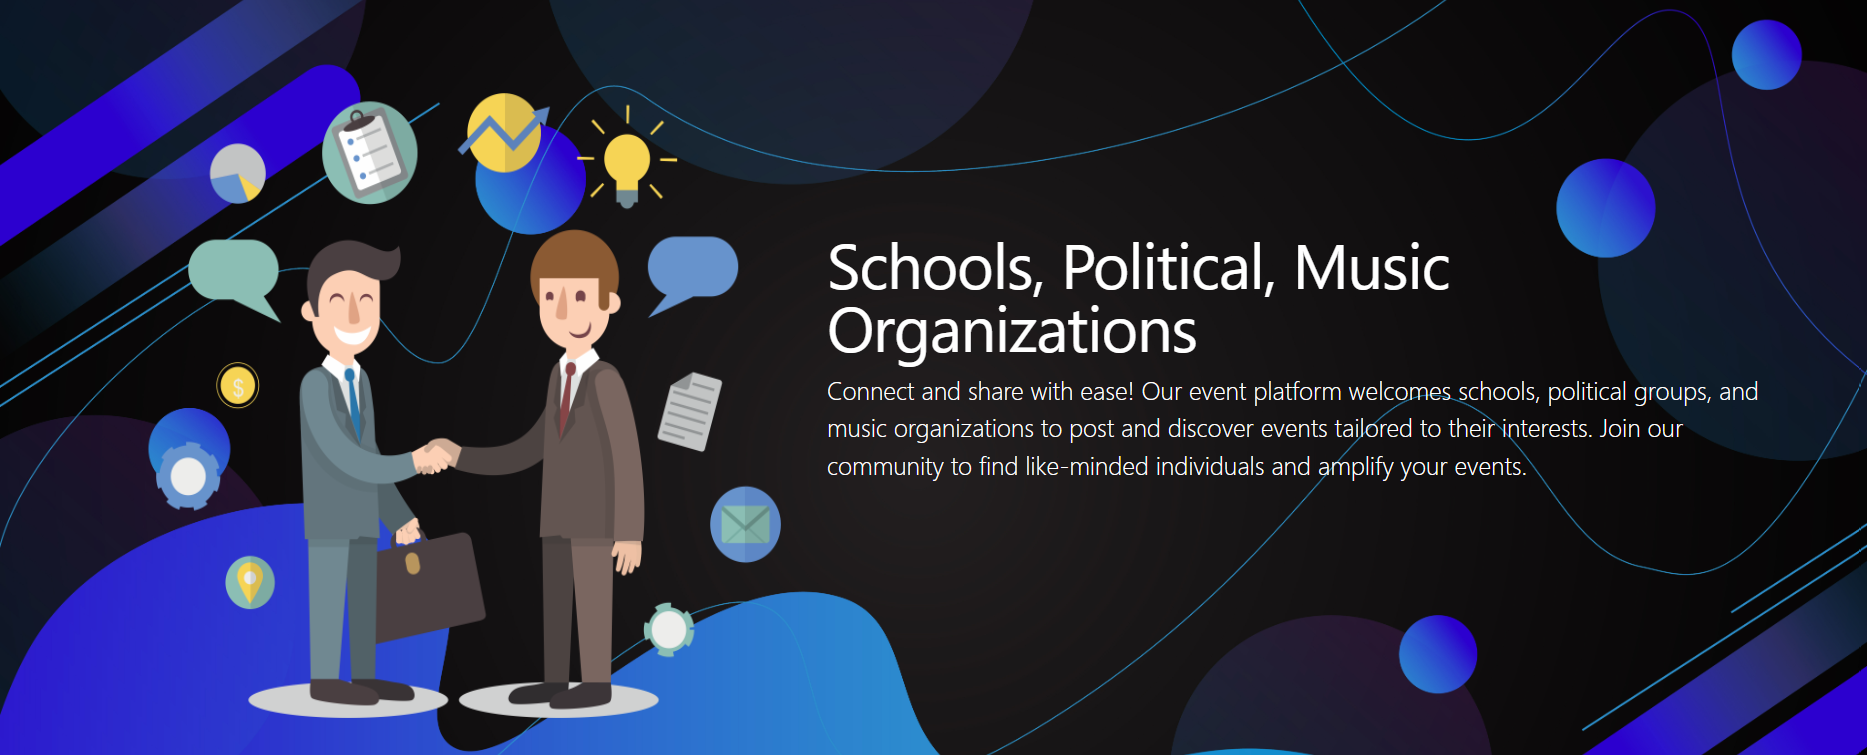 Schools, Political, Music
Organizations
Connect and share with ease! Our event platform welcomes schools, political groups, and
music organizations to post and discover events tailored to their interests. Join our
community to find like-minded individuals and amplify your events.
$